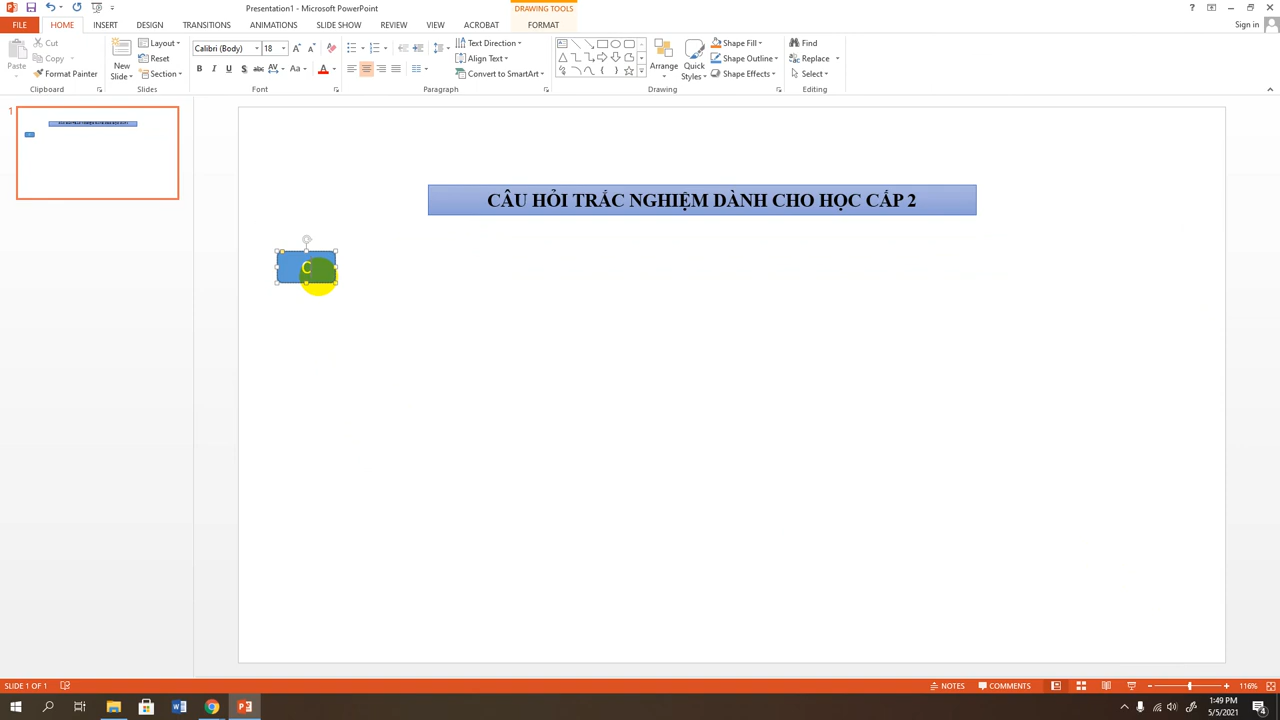 Presentation1 - Microsoft PowerPoint
DRAWING TOOLS
Sign in
FILE HOME INSERT DESIGN TRANSITIONS ANIMATIONS SLIDE SHOW REVIEW VIEW ACROBAT FORMAT
Paste
Cut
Copy
Format Painter
Clipboard
New
Slide
Layout
Reset
Section
Slides
Calibri (Body) 18
B I U S abc AV Aa A
Font
Text Direction
Align Text
Convert to SmartArt
Paragraph
Arrange
Quick
Styles
Shape Fill
Shape Outline
Shape Effects
Drawing
Find
Replace
Select
Editing
1
CÂU HỎI TRẮC NGHIỆM DÀNH CHO HỌC CẤP 2
C
SLIDE 1 OF 1
NOTES
COMMENTS
116%
1:49 PM
5/5/2021